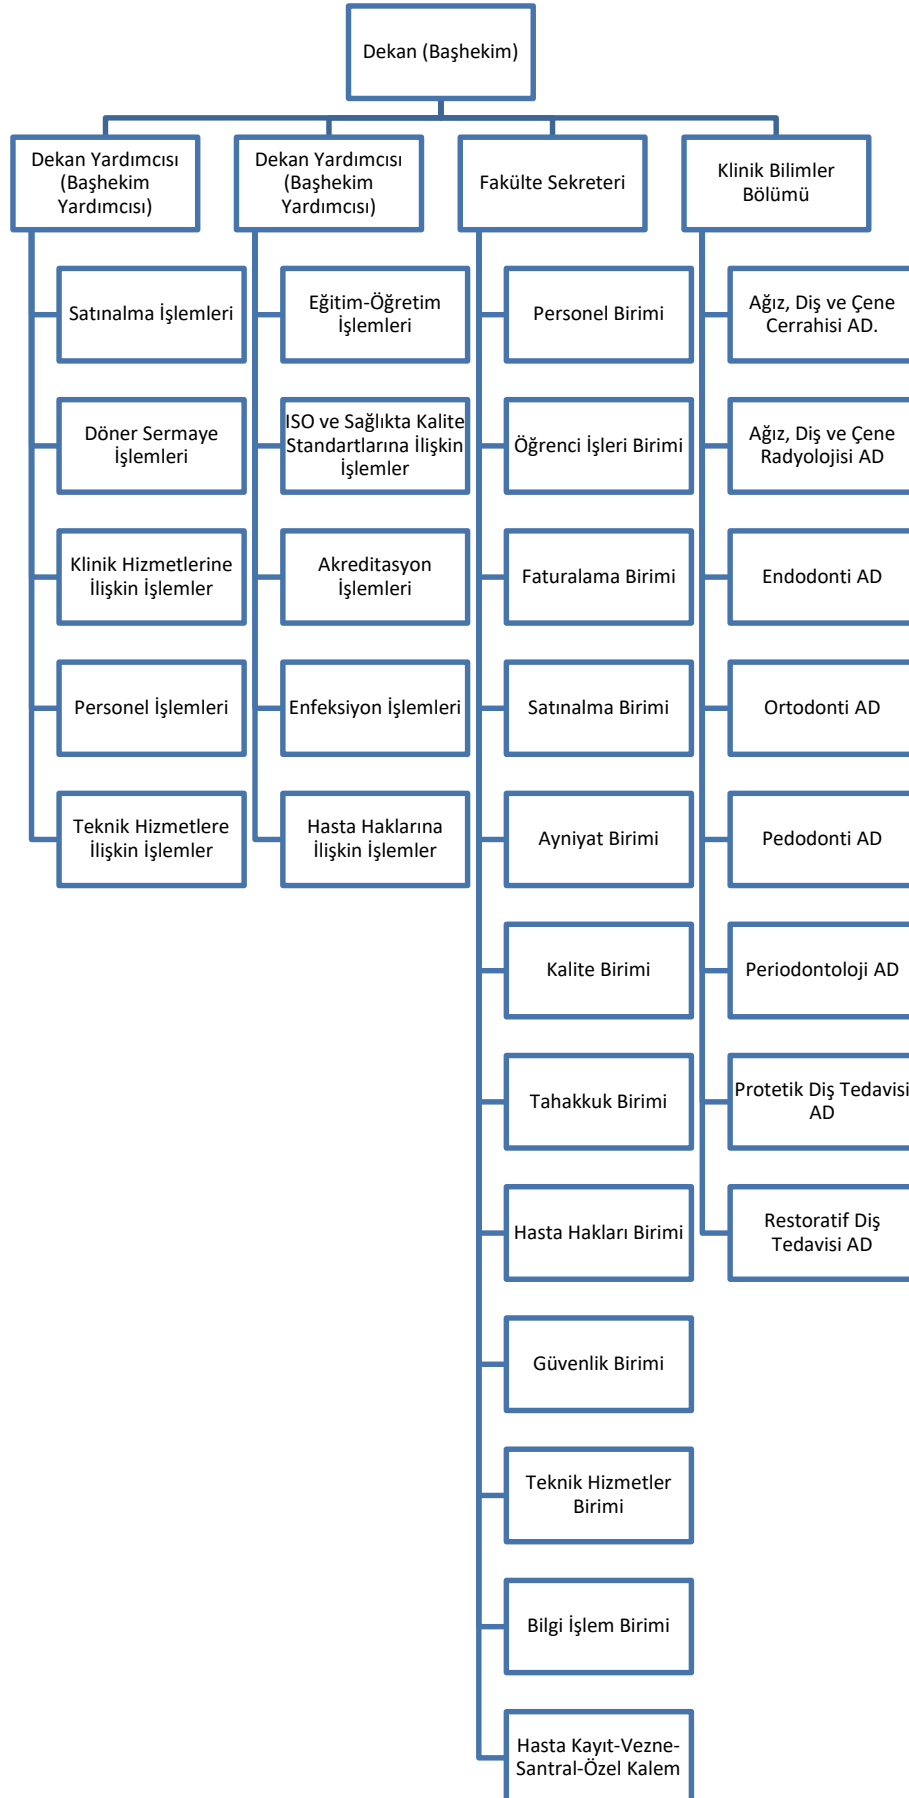 Dekan (Başhekim)
Dekan Yardımcısı
(Başhekim
Yardımcısı)
Satınalma İşlemleri
Döner Sermaye
İşlemleri
Klinik Hizmetlerine
İlişkin İşlemler
Personel İşlemleri
Teknik Hizmetlere
İlişkin İşlemler
Dekan Yardımcısı
(Başhekim
Yardımcısı)
Eğitim-Öğretim
İşlemleri
ISO ve Sağlıkta Kalite
Standartlarına İlişkin
İşlemler
Akreditasyon
İşlemleri
Enfeksiyon İşlemleri
Hasta Haklarına
İlişkin İşlemler
Fakülte Sekreteri
Personel Birimi
Öğrenci İşleri Birimi
Faturalama Birimi
Satınalma Birimi
Ayniyat Birimi
Kalite Birimi
Tahakkuk Birimi
Hasta Hakları Birimi
Güvenlik Birimi
Teknik Hizmetler
Birimi
Bilgi İşlem Birimi
Hasta Kayıt-Vezne-
Santral-Özel Kalem
Klinik Bilimler
Bölümü
Ağız, Diş ve Çene
Cerrahisi AD.
Ağız, Diş ve Çene
Radyolojisi AD
Endodonti AD
Ortodonti AD
Pedodonti AD
Periodontoloji AD
Protetik Diş Tedavisi
AD
Restoratif Diş
Tedavisi AD